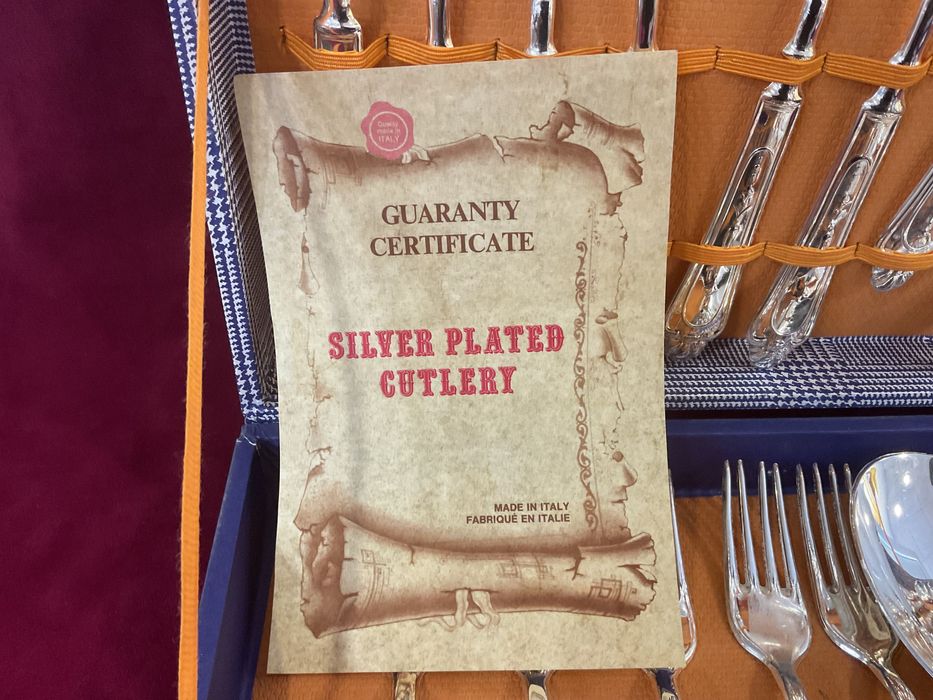 Quality
made in
ITALY
GUARANTY
CERTIFICATE
SILVER PLATED
CUTLERY
MADE IN ITALY
FABRIQUÉ EN ITALIE